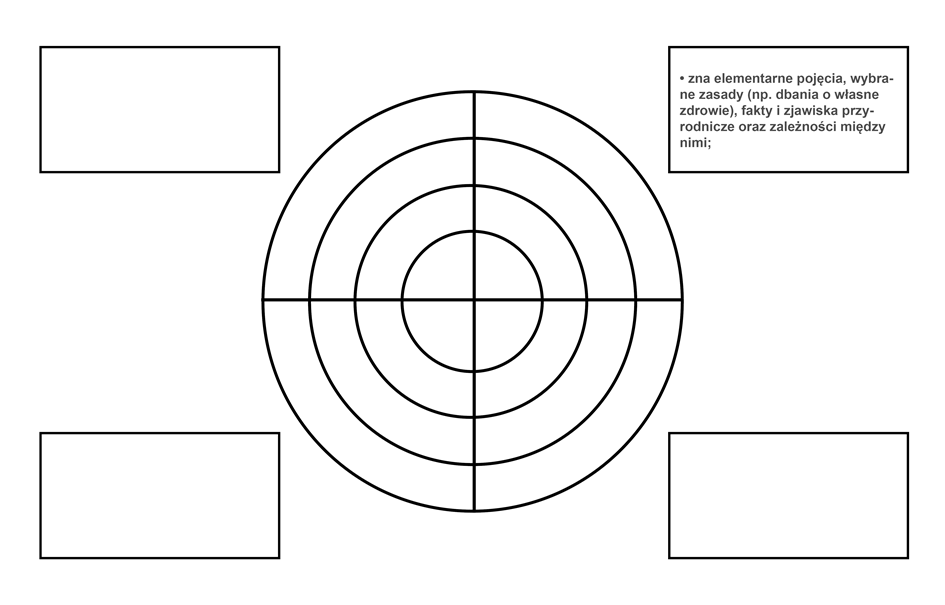 • zna elementarne pojęcia, wybra-
ne zasady (np. dbania o własne
zdrowie), fakty i zjawiska przy-
rodnicze oraz zależności między
nimi;